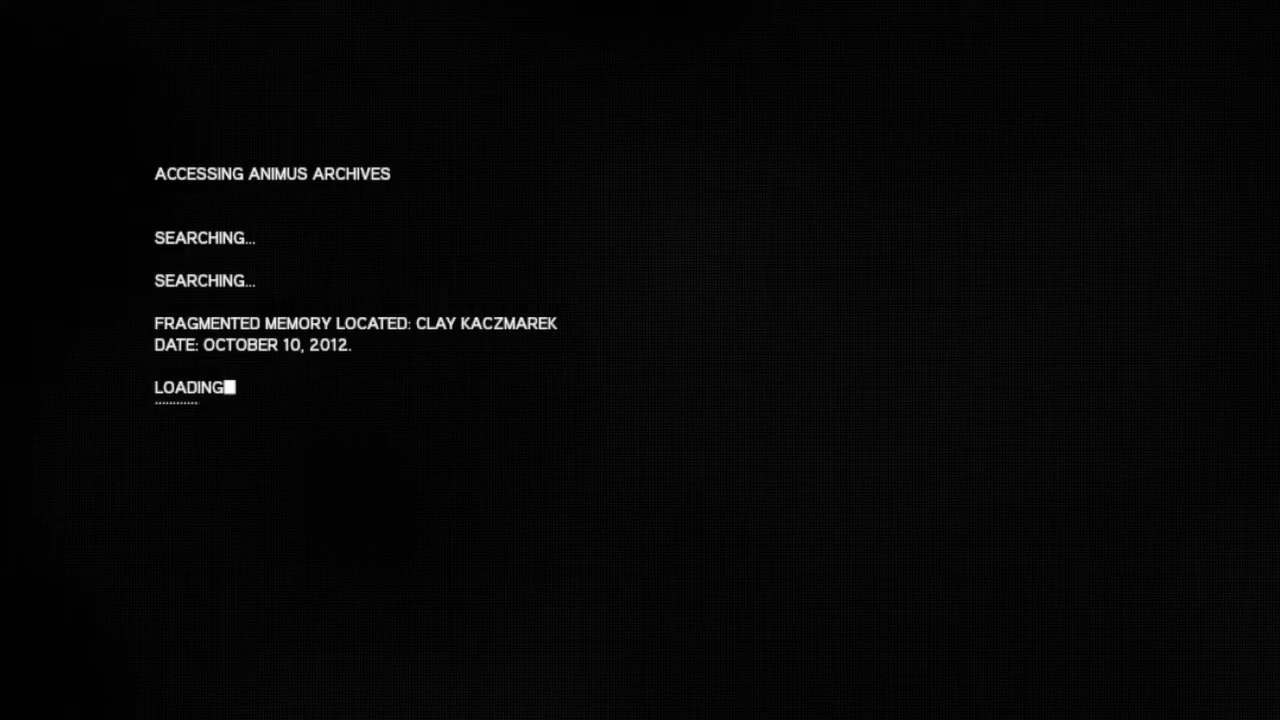 ACCESSING ANIMUS ARCHIVES
SEARCHING...
SEARCHING...
FRAGMENTED MEMORY LOCATED: CLAY KACZMAREK
DATE: OCTOBER 10, 2012.
LOADING
............